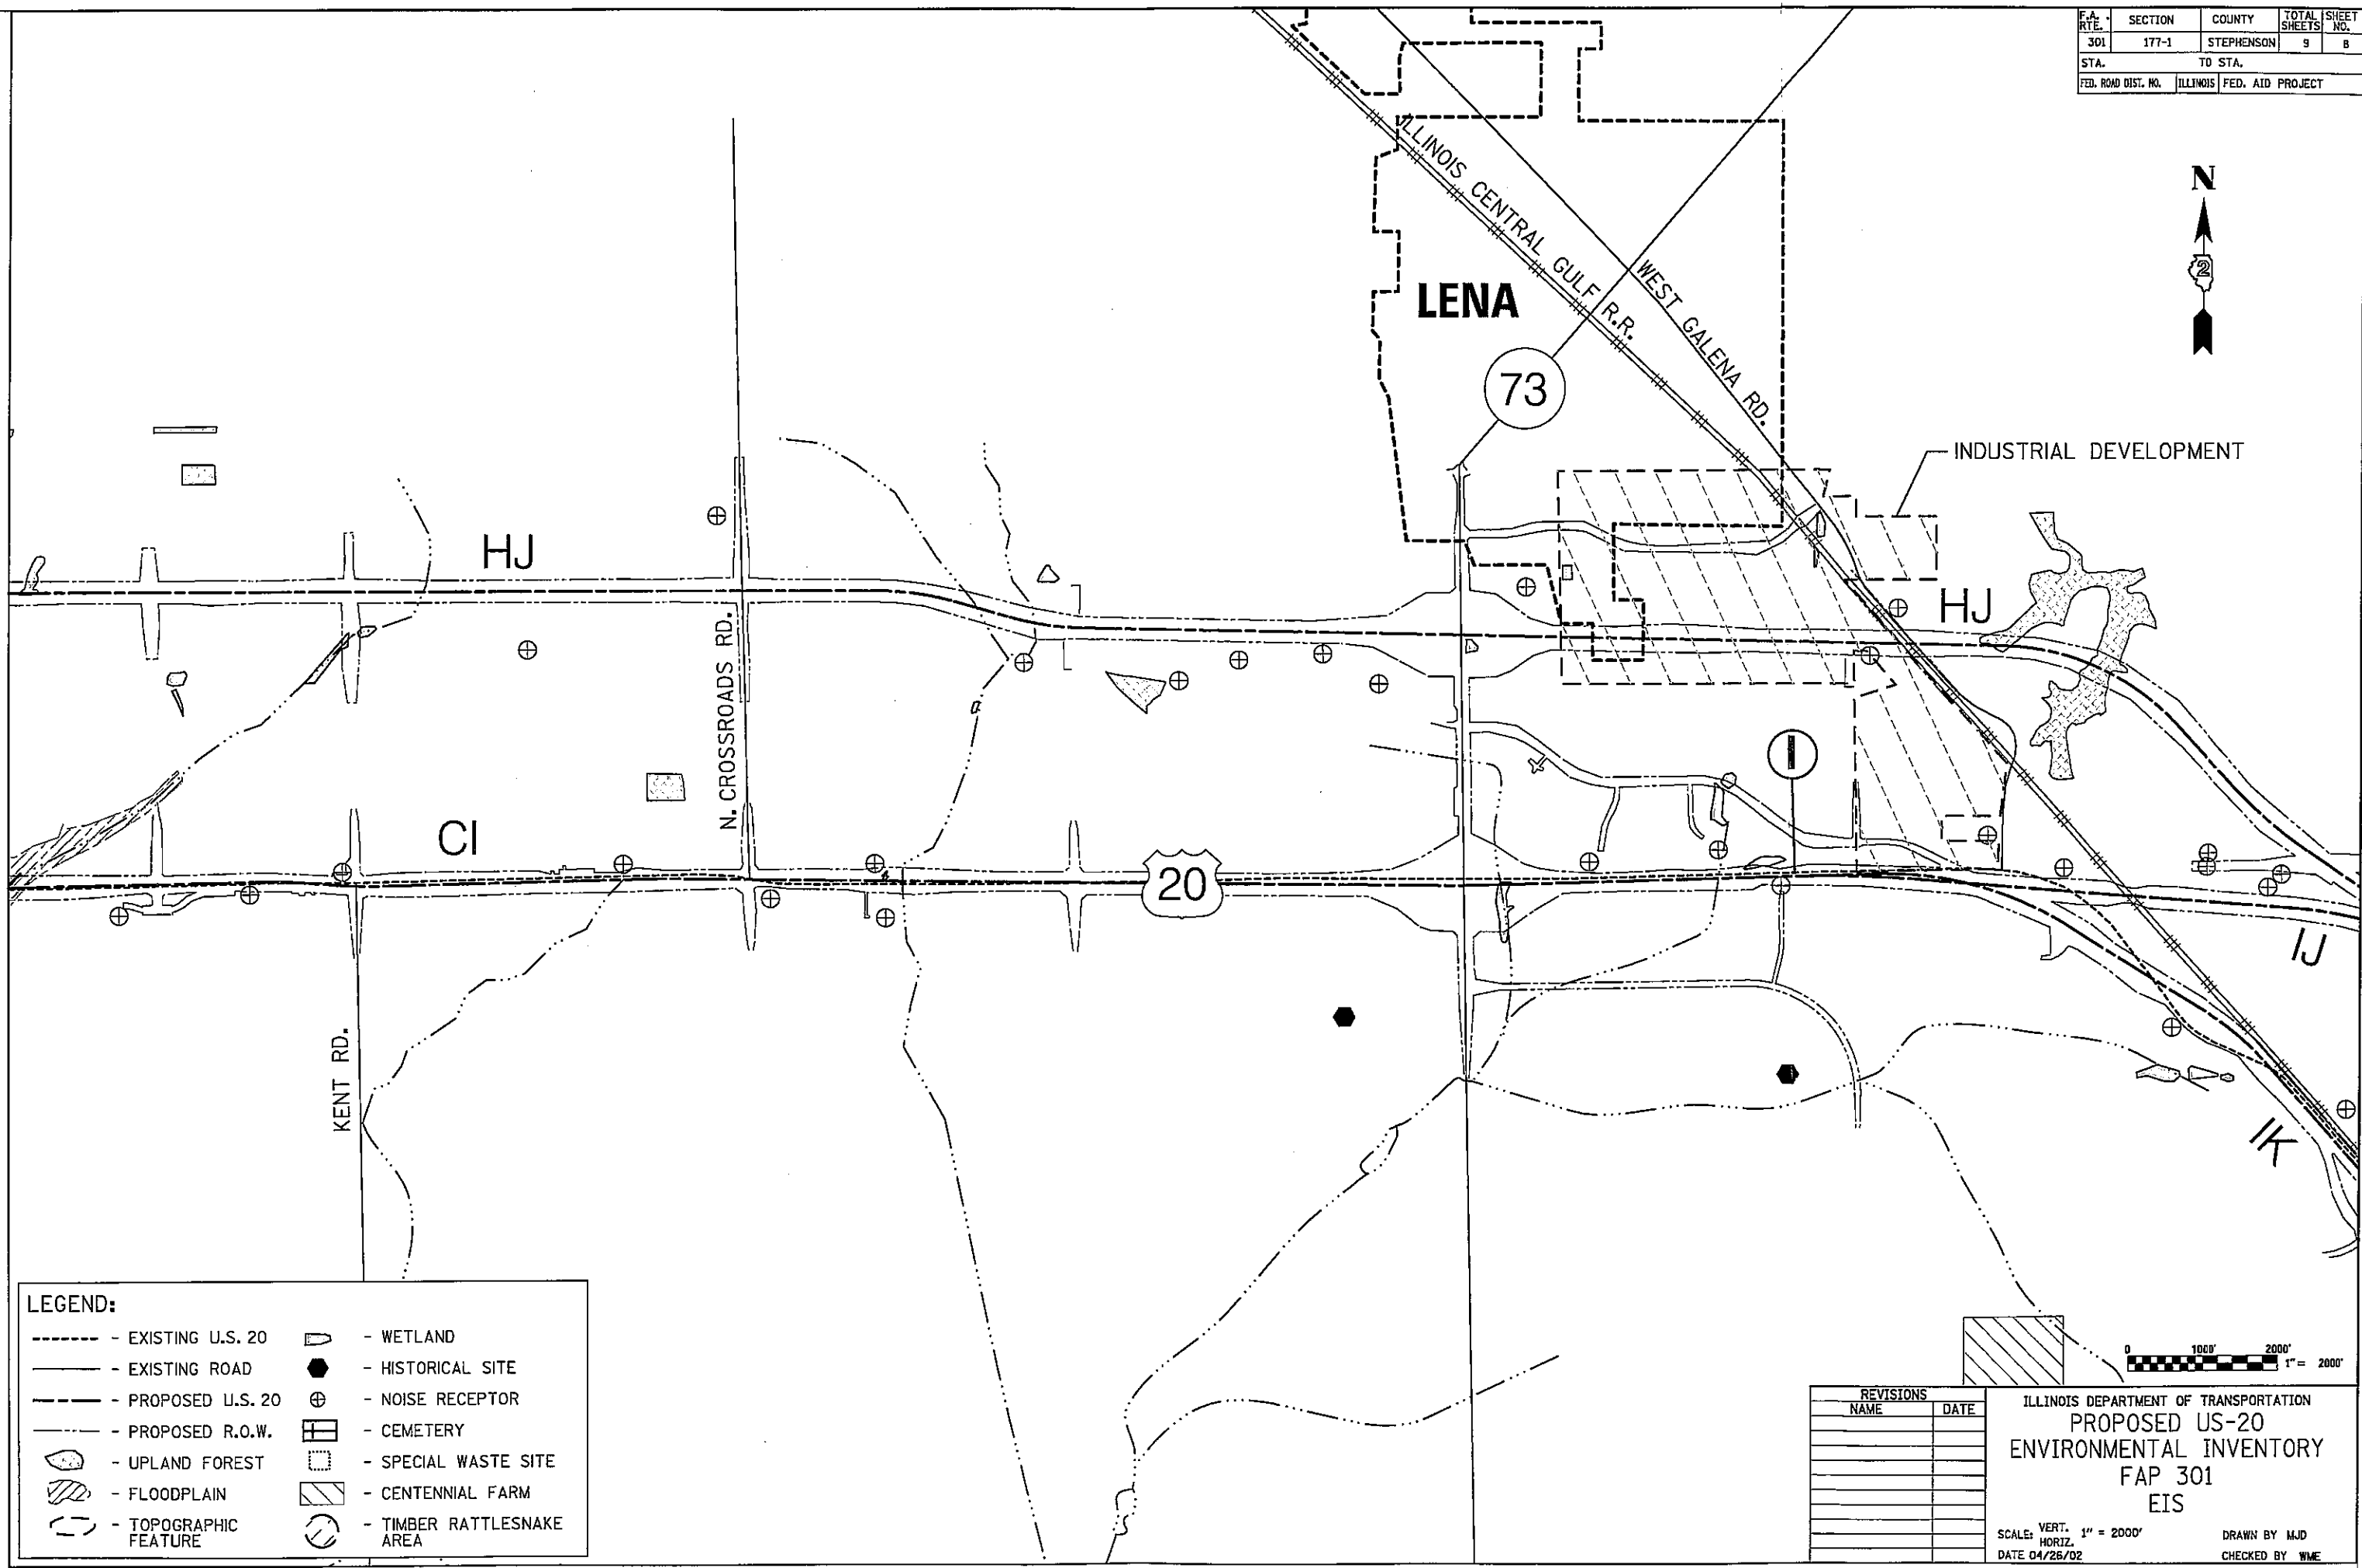 F.A. RTE. SECTION COUNTY TOTAL SHEETS SHEET NO.
301 177-1 STEPHENSON 9 8
STA. TO STA.
FED. ROAD DIST. NO. ILLINOIS FED. AID PROJECT
N
2
ILLINOIS CENTRAL GULF R.R.
WEST GALENA RD.
LENA
73
INDUSTRIAL DEVELOPMENT
HJ
HJ
N. CROSSROADS RD.
I
CI
20
IJ
KENT RD.
IK
LEGEND:
- EXISTING U.S. 20
- EXISTING ROAD
- PROPOSED U.S. 20
- PROPOSED R.O.W.
- UPLAND FOREST
- FLOODPLAIN
- TOPOGRAPHIC
FEATURE
- WETLAND
- HISTORICAL SITE
- NOISE RECEPTOR
- CEMETERY
- SPECIAL WASTE SITE
- CENTENNIAL FARM
- TIMBER RATTLESNAKE
AREA
0 1000' 2000'
1" = 2000'
REVISIONS
NAME DATE
ILLINOIS DEPARTMENT OF TRANSPORTATION
PROPOSED US-20
ENVIRONMENTAL INVENTORY
FAP 301
EIS
SCALE: VERT. 1" = 2000'
HORIZ.
DATE 04/26/02
DRAWN BY MJD
CHECKED BY WME